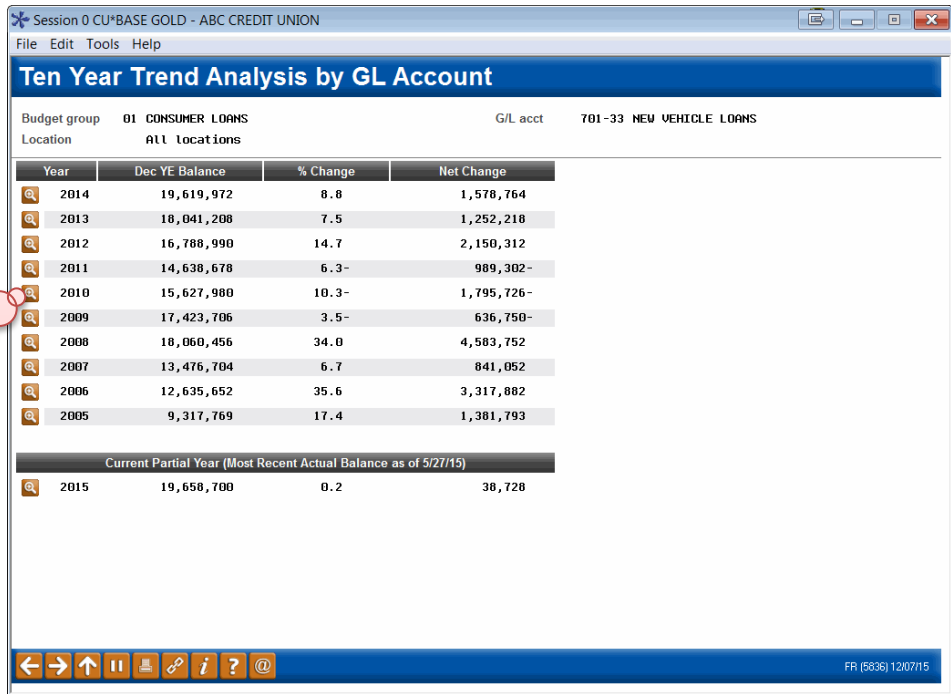 Session 0 CU*BASE GOLD - ABC CREDIT UNION
File Edit Tools Help
Ten Year Trend Analysis by GL Account
Budget group 01 CONSUMER LOANS G/L acct 701-33 NEW VEHICLE LOANS
Location All locations
Year Dec YE Balance % Change Net Change
2014 19,619,972 8.8 1,578,764
2013 18,041,208 7.5 1,252,218
2012 16,788,990 14.7 2,150,312
2011 14,638,678 6.3- 989,302-
2010 15,627,980 10.3- 1,795,726-
2009 17,423,706 3.5- 636,750-
2008 18,060,456 34.0 4,583,752
2007 13,476,704 6.7 841,052
2006 12,635,652 35.6 3,317,882
2005 9,317,769 17.4 1,381,793
Current Partial Year (Most Recent Actual Balance as of 5/27/15)
2015 19,658,700 0.2 38,728
i ? @
FR (5836) 12/07/15